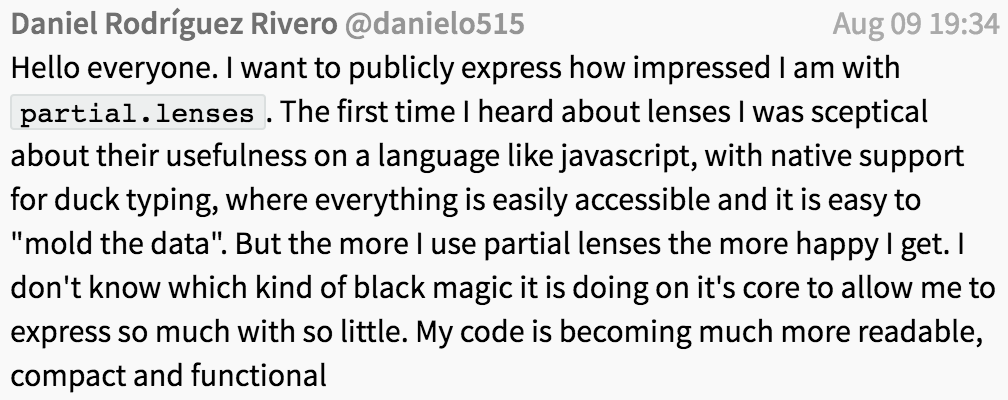 Daniel Rodríguez Rivero @danielo515 Aug 09 19:34
Hello everyone. I want to publicly express how impressed I am with
partial.lenses . The first time I heard about lenses I was sceptical
about their usefulness on a language like javascript, with native support
for duck typing, where everything is easily accessible and it is easy to
"mold the data". But the more I use partial lenses the more happy I get. I
don't know which kind of black magic it is doing on it's core to allow me to
express so much with so little. My code is becoming much more readable,
compact and functional